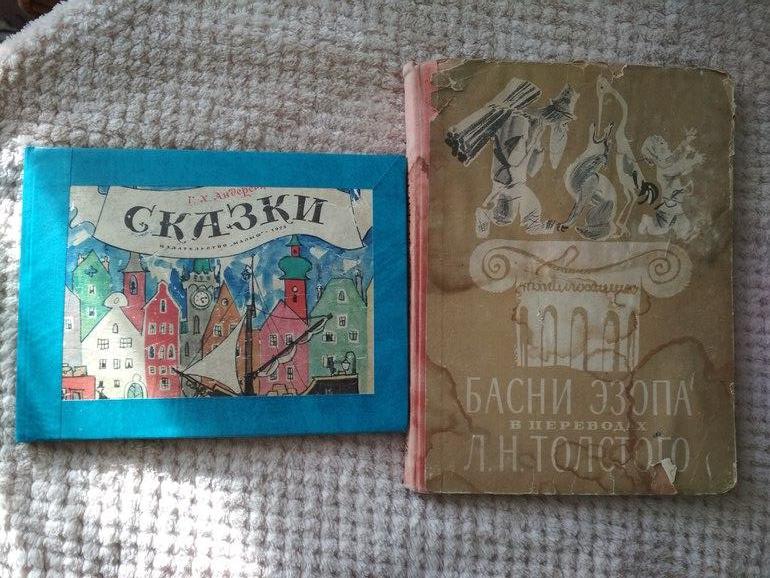 Г. Х. Андерсен
СКАЗКИ
ИЗДАТЕЛЬСТВО „МАЛЫШ“ · 1973
БАСНИ ЭЗОПА
В ПЕРЕВОДАХ
Л.Н.ТОЛСТОГО